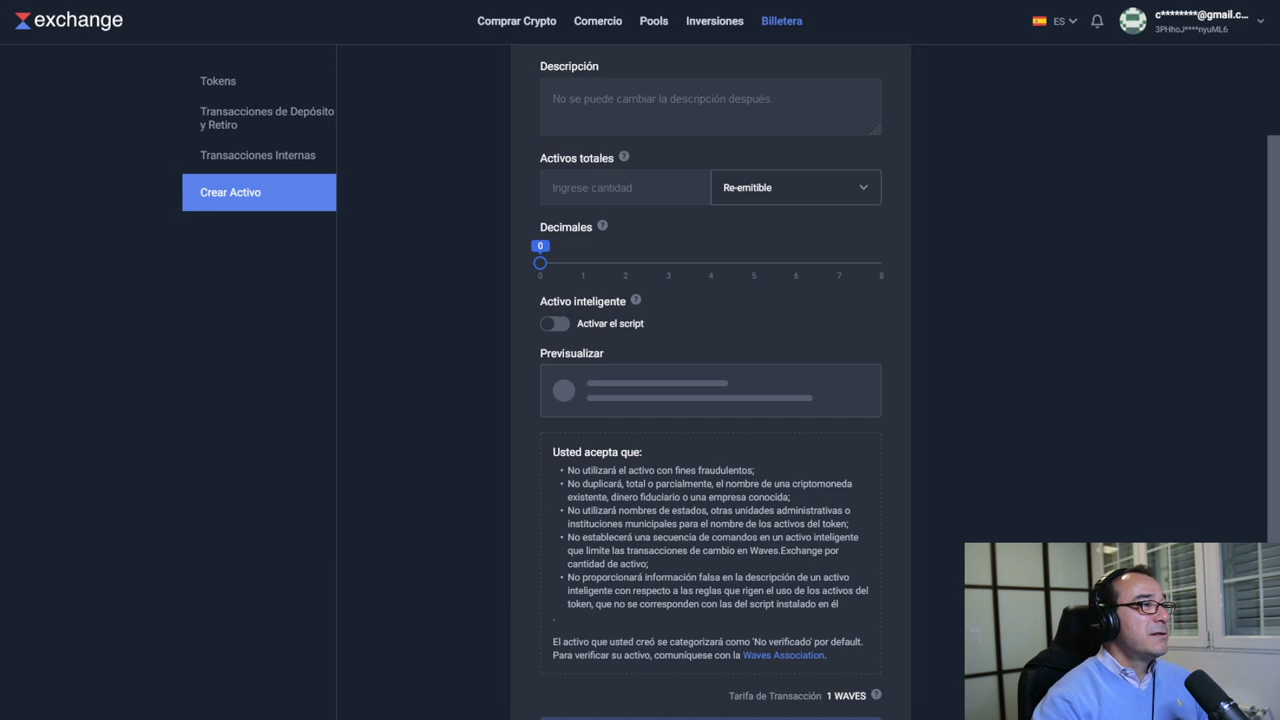 exchange
Comprar Crypto
Comercio
Pools
Inversiones
Billetera
ES
c********@gmail.c...
3PHhoJ****nyuML6
Tokens
Transacciones de Depósito
y Retiro
Transacciones Internas
Crear Activo
Descripción
No se puede cambiar la descripción después.
Activos totales ?
Ingrese cantidad
Re-emitible
Decimales ?
0
0 1 2 3 4 5 6 7 8
Activo inteligente ?
Activar el script
Previsualizar
Usted acepta que:
• No utilizará el activo con fines fraudulentos;
• No duplicará, total o parcialmente, el nombre de una criptomoneda
existente, dinero fiduciario o una empresa conocida;
• No utilizará nombres de estados, otras unidades administrativas o
instituciones municipales para el nombre de los activos del token;
• No establecerá una secuencia de comandos en un activo inteligente
que limite las transacciones de cambio en Waves.Exchange por
cantidad de activo;
• No proporcionará información falsa en la descripción de un activo
inteligente con respecto a las reglas que rigen el uso de los activos del
token, que no se corresponden con las del script instalado en él
.
El activo que usted creó se categorizará como 'No verificado' por default.
Para verificar su activo, comuníquese con la Waves Association.
Tarifa de Transacción 1 WAVES ?